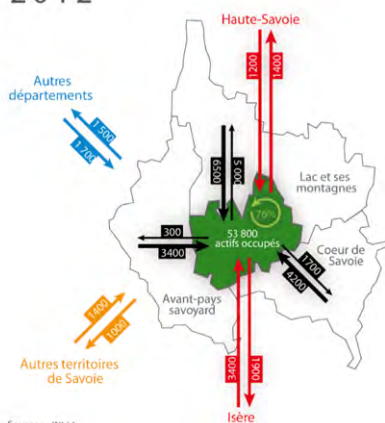 2012
Haute-Savoie
1200
1400
Autres
départements
1 500
1 700
6500
5 000
Lac et ses
montagnes
76%
53 800
actifs occupés
300
3400
Coeur de
Savoie
1700
4200
Avant-pays
savoyard
1400
1000
Autres territoires
de Savoie
3400
1900
Isère